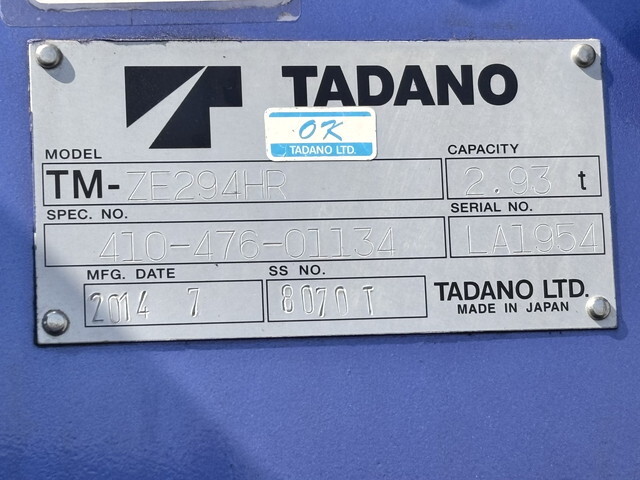 TADANO
OK
TADANO LTD.
MODEL
CAPACITY
TM-ZE294HR
2.93 t
SPEC. NO.
SERIAL NO.
410-476-01134
LA1954
MFG. DATE
SS NO.
2014 7
8070T
TADANO LTD.
MADE IN JAPAN